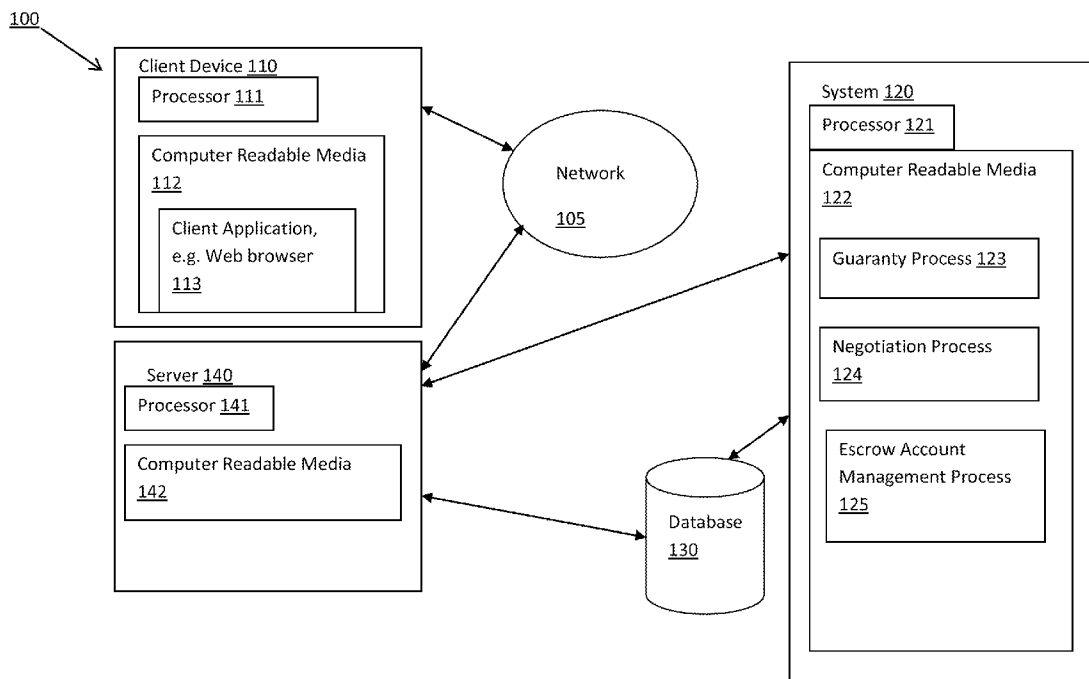 100
Client Device 110
Processor 111
Computer Readable Media
112
Client Application,
e.g. Web browser
113
Network
105
System 120
Processor 121
Computer Readable Media
122
Guaranty Process 123
Negotiation Process
124
Escrow Account
Management Process
125
Server 140
Processor 141
Computer Readable Media
142
Database
130